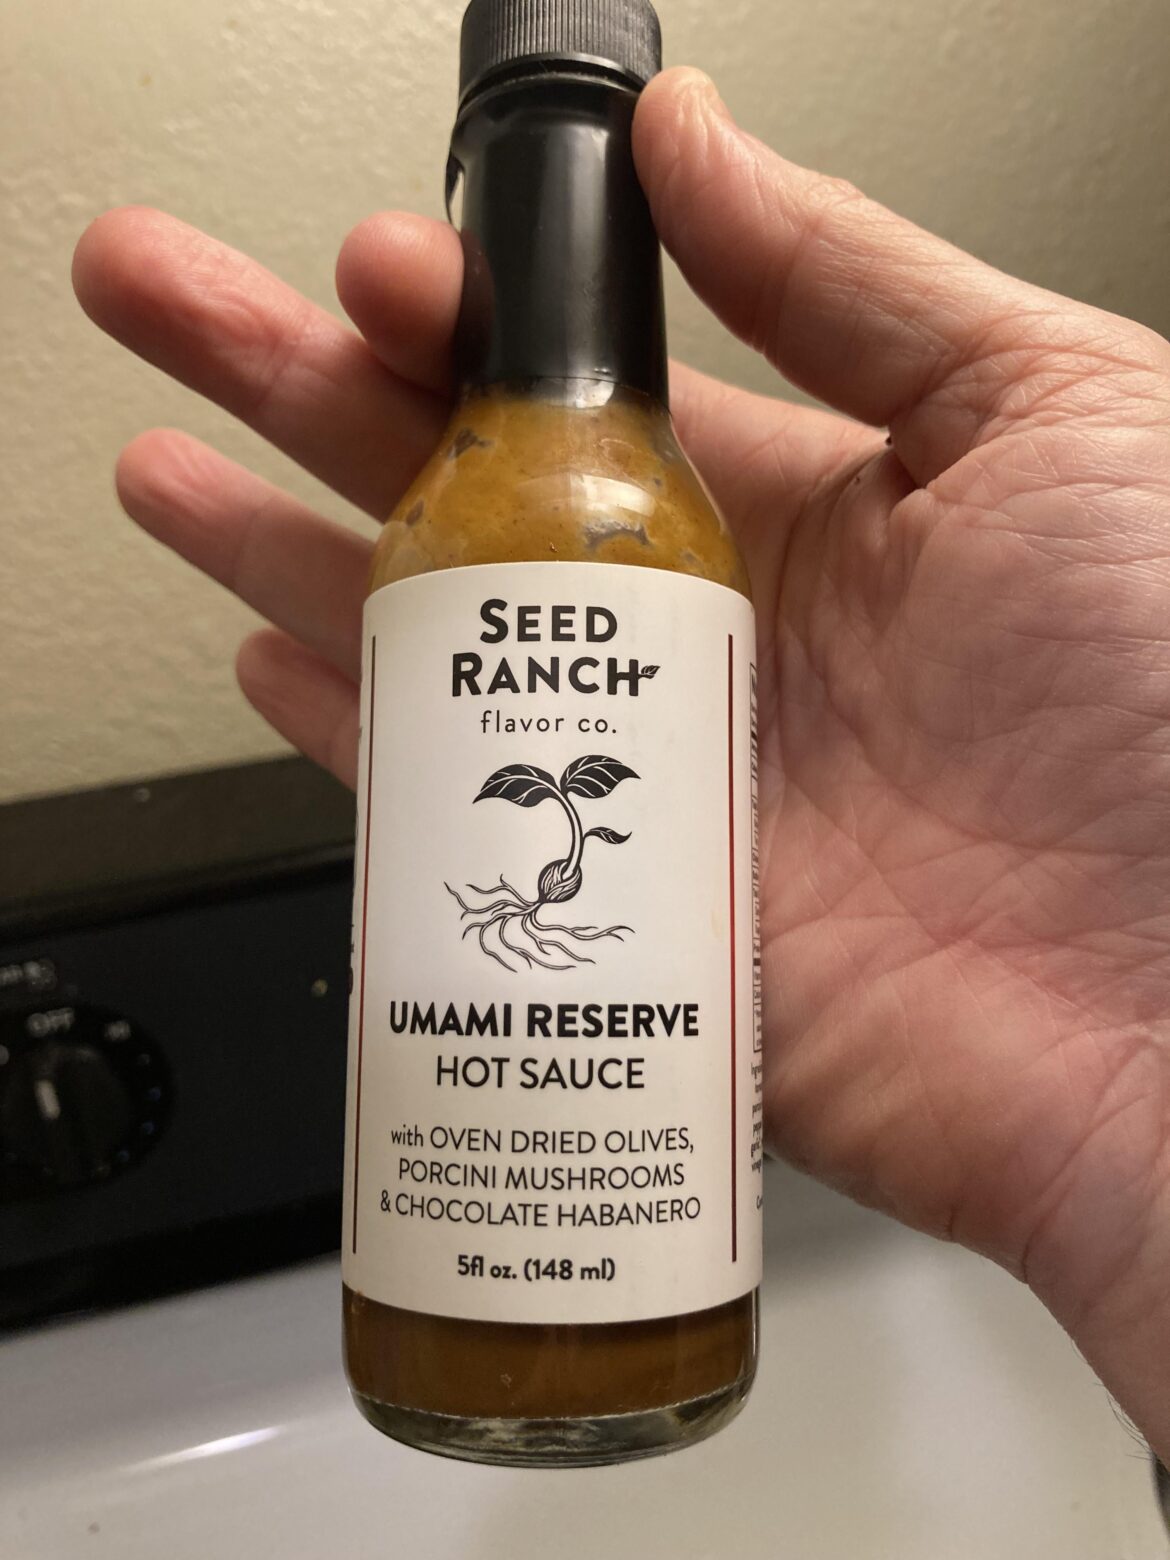 SEED
RANCH
flavor co.
UMAMI RESERVE
HOT SAUCE
with OVEN DRIED OLIVES,
PORCINI MUSHROOMS
& CHOCOLATE HABANERO
5fl oz. (148 ml)
OFF